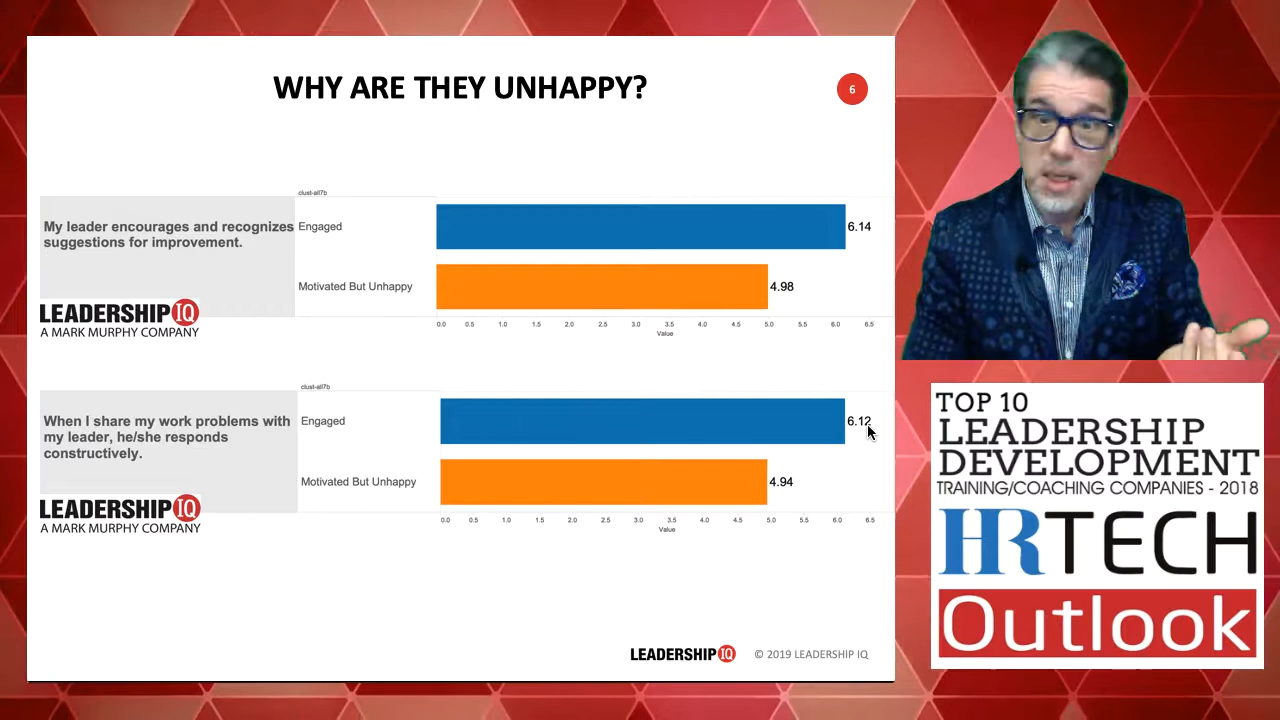 WHY ARE THEY UNHAPPY?
6
clust-all7b
My leader encourages and recognizes
suggestions for improvement.
Engaged
6.14
Motivated But Unhappy
4.98
LEADERSHIP IQ
A MARK MURPHY COMPANY
0.0 0.5 1.0 1.5 2.0 2.5 3.0 3.5 4.0 4.5 5.0 5.5 6.0 6.5
Value
clust-all7b
When I share my work problems with
my leader, he/she responds
constructively.
Engaged
6.12
Motivated But Unhappy
4.94
LEADERSHIP IQ
A MARK MURPHY COMPANY
0.0 0.5 1.0 1.5 2.0 2.5 3.0 3.5 4.0 4.5 5.0 5.5 6.0 6.5
Value
LEADERSHIP IQ © 2019 LEADERSHIP IQ
TOP 10
LEADERSHIP
DEVELOPMENT
TRAINING/COACHING COMPANIES - 2018
HRTECH
Outlook